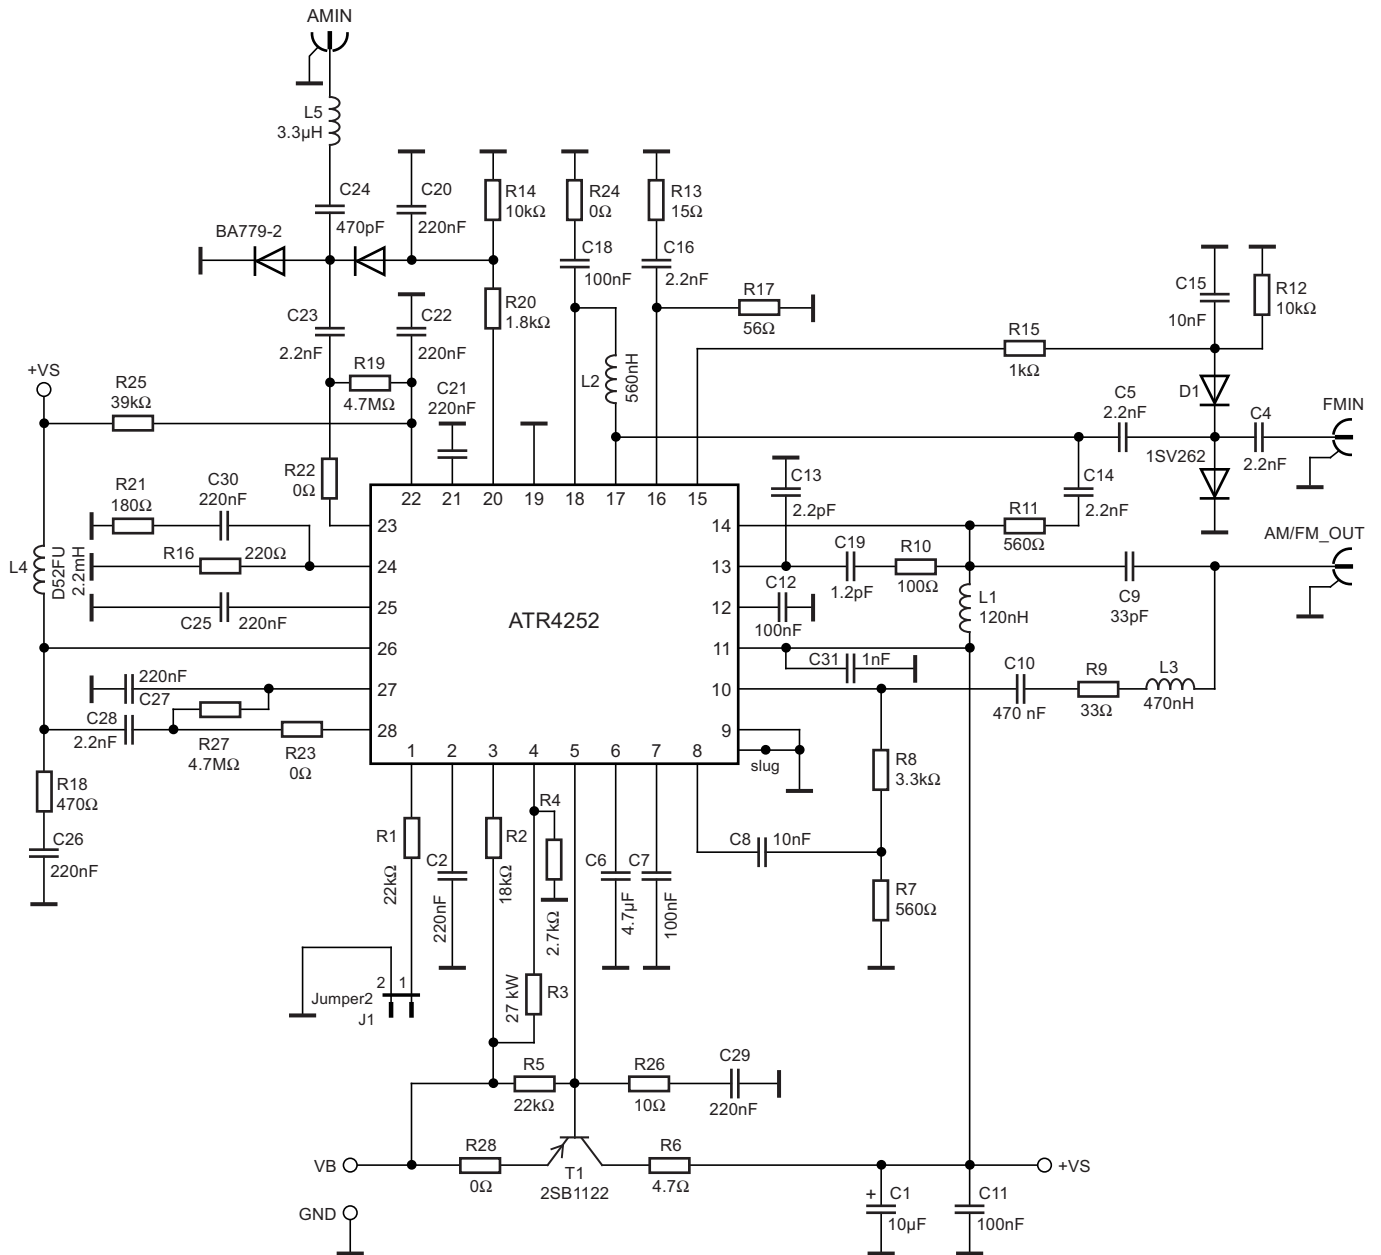 AMIN
L5
3.3µH
C24
470pF
C20
220nF
R14
10kΩ
R24
0Ω
R13
15Ω
BA779-2
C18
100nF
C16
2.2nF
C23
2.2nF
C22
220nF
R20
1.8kΩ
R17
56Ω
C15
10nF
R12
10kΩ
R15
1kΩ
+VS
R25
39kΩ
R19
4.7MΩ
C21
220nF
L2
560nH
D1
C5
2.2nF
C4
2.2nF
FMIN
1SV262
R22
0Ω
C13
2.2pF
C14
2.2nF
R21
180Ω
C30
220nF
22
21
20
19
18
17
16
15
R11
560Ω
23
14
AM/FM_OUT
R16
220Ω
24
13
C19
1.2pF
R10
100Ω
C9
33pF
L4
D52FU
2.2mH
C25
220nF
25
ATR4252
12
C12
100nF
L1
120nH
26
11
C31
1nF
220nF
C27
27
10
C10
470 nF
R9
33Ω
L3
470nH
C28
2.2nF
R27
4.7MΩ
R23
0Ω
28
1
2
3
4
5
6
7
8
9
slug
R18
470Ω
C26
220nF
R8
3.3kΩ
R1
22kΩ
C2
220nF
R2
18kΩ
R4
2.7kΩ
C6
4.7µF
C7
100nF
C8
10nF
R7
560Ω
2
1
Jumper2
J1
27 kW
R3
R5
22kΩ
R26
10Ω
C29
220nF
VB
R28
0Ω
T1
2SB1122
R6
4.7Ω
+VS
GND
+
C1
10µF
C11
100nF